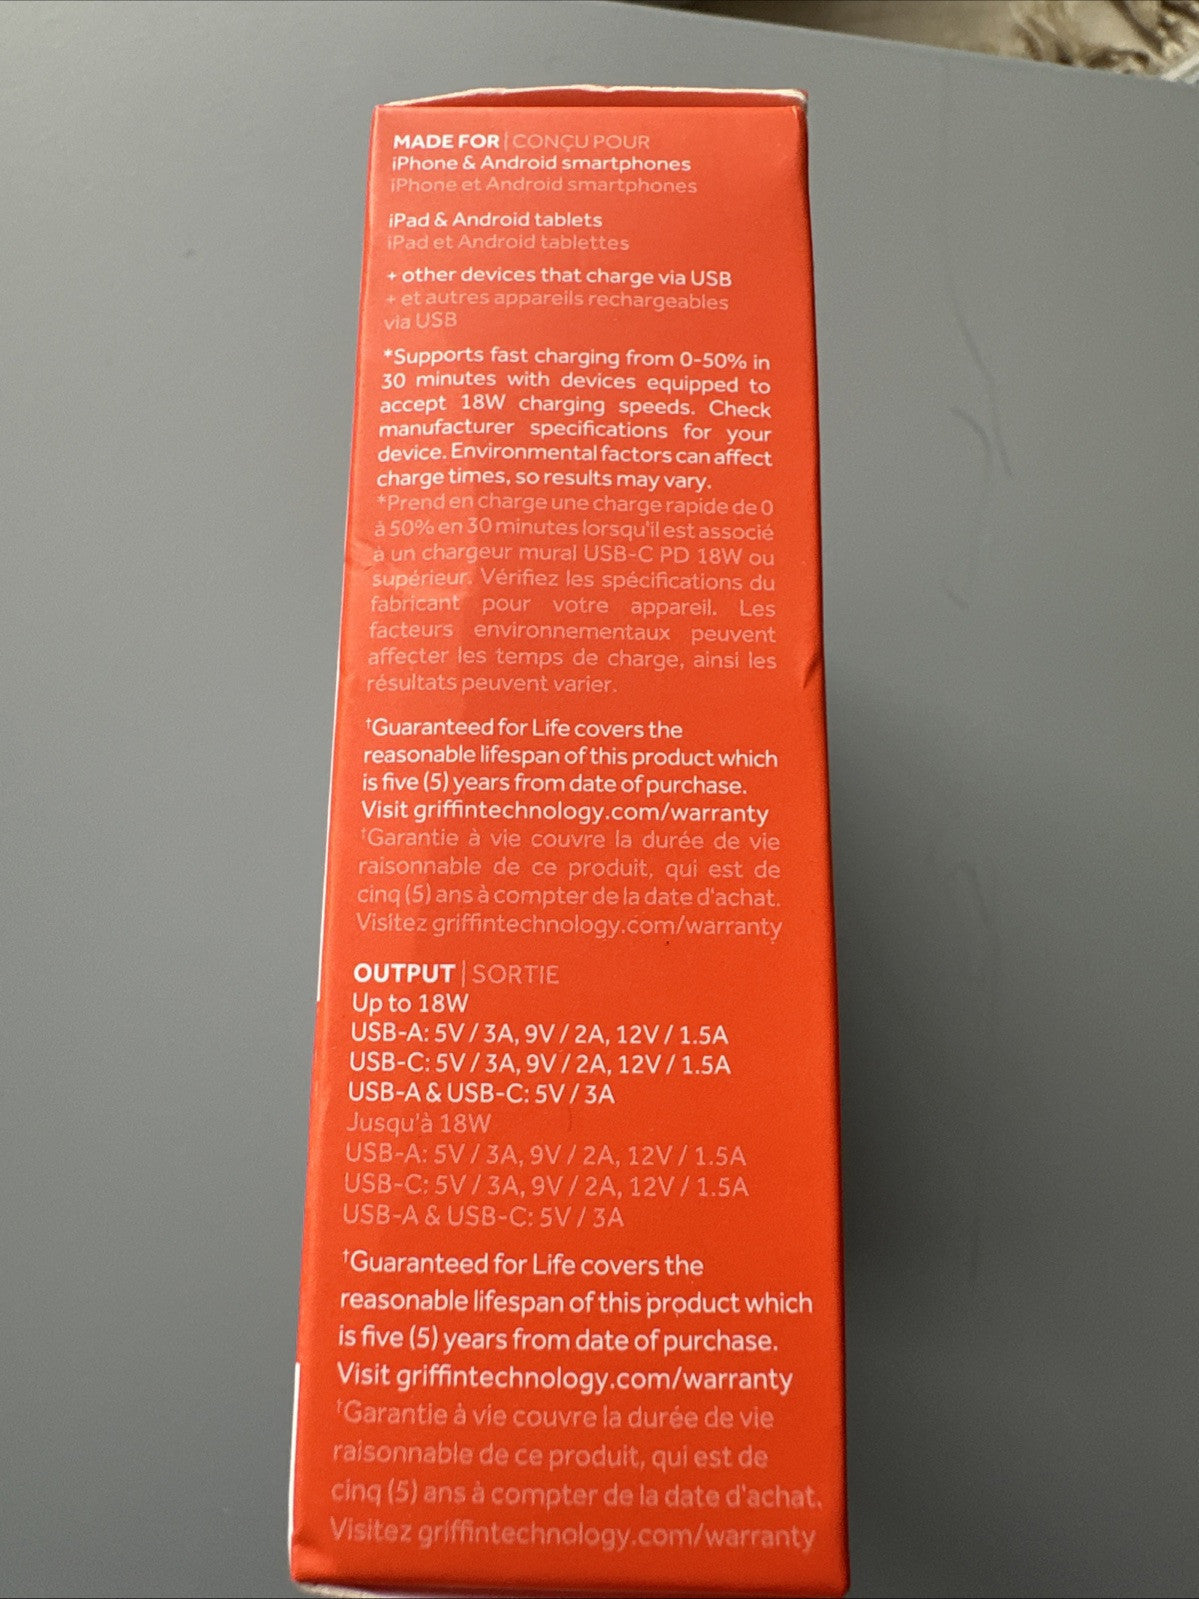 MADE FOR | CONÇU POUR
iPhone & Android smartphones
iPhone et Android smartphones
iPad & Android tablets
iPad et Android tablettes
+ other devices that charge via USB
+ et autres appareils rechargeables
via USB
*Supports fast charging from 0-50% in
30 minutes with devices equipped to
accept 18W charging speeds. Check
manufacturer specifications for your
device. Environmental factors can affect
charge times, so results may vary.
*Prend en charge une charge rapide de 0
à 50% en 30 minutes lorsqu'il est associé
à un chargeur mural USB-C PD 18W ou
supérieur. Vérifiez les spécifications du
fabricant pour votre appareil. Les
facteurs environnementaux peuvent
affecter les temps de charge, ainsi les
résultats peuvent varier.
†Guaranteed for Life covers the
reasonable lifespan of this product which
is five (5) years from date of purchase.
Visit griffintechnology.com/warranty
†Garantie à vie couvre la durée de vie
raisonnable de ce produit, qui est de
cinq (5) ans à compter de la date d'achat.
Visitez griffintechnology.com/warranty
OUTPUT | SORTIE
Up to 18W
USB-A: 5V / 3A, 9V / 2A, 12V / 1.5A
USB-C: 5V / 3A, 9V / 2A, 12V / 1.5A
USB-A & USB-C: 5V / 3A
Jusqu'à 18W
USB-A: 5V / 3A, 9V / 2A, 12V / 1.5A
USB-C: 5V / 3A, 9V / 2A, 12V / 1.5A
USB-A & USB-C: 5V / 3A
†Guaranteed for Life covers the
reasonable lifespan of this product which
is five (5) years from date of purchase.
Visit griffintechnology.com/warranty
†Garantie à vie couvre la durée de vie
raisonnable de ce produit, qui est de
cinq (5) ans à compter de la date d'achat.
Visitez griffintechnology.com/warranty